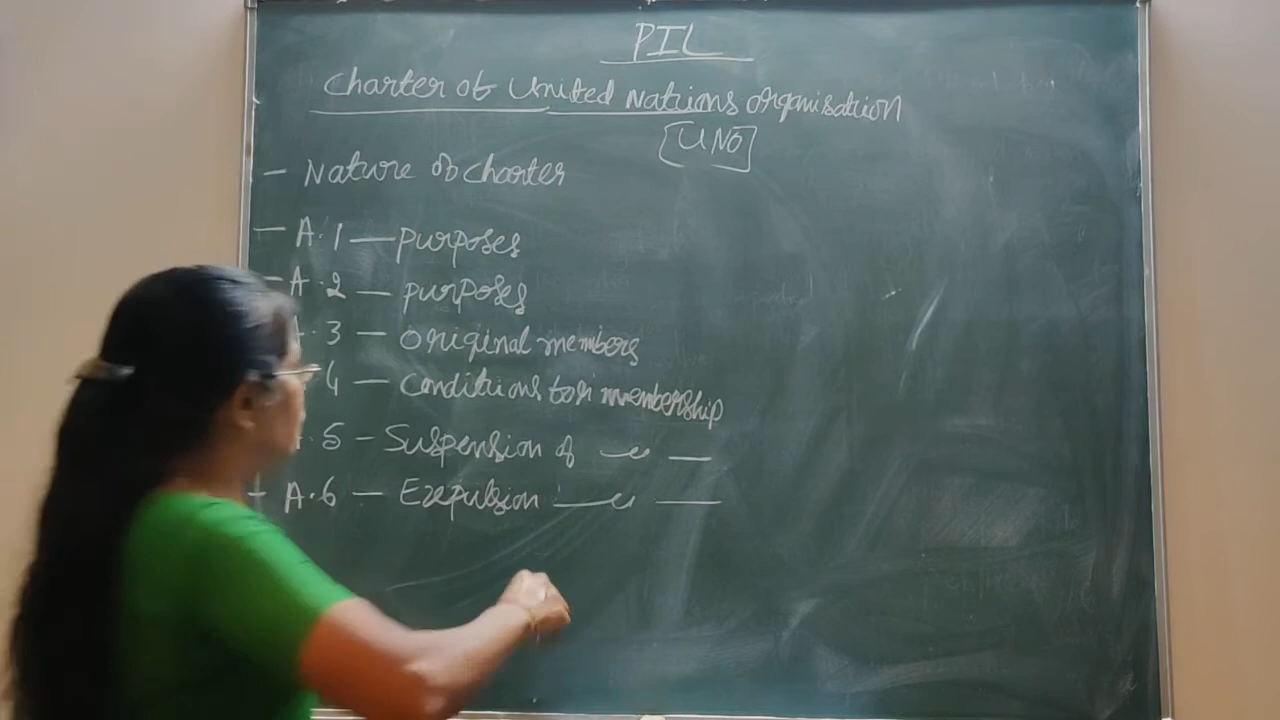 PIL
Charter of United Nations Organisation
[UNO]
- Nature of charter
- A.1 - purposes
- A.2 - purposes
A.3 - original members
4 - conditions for membership
.5 - Suspension of —〃—
- A.6 - Exepulsion —〃—